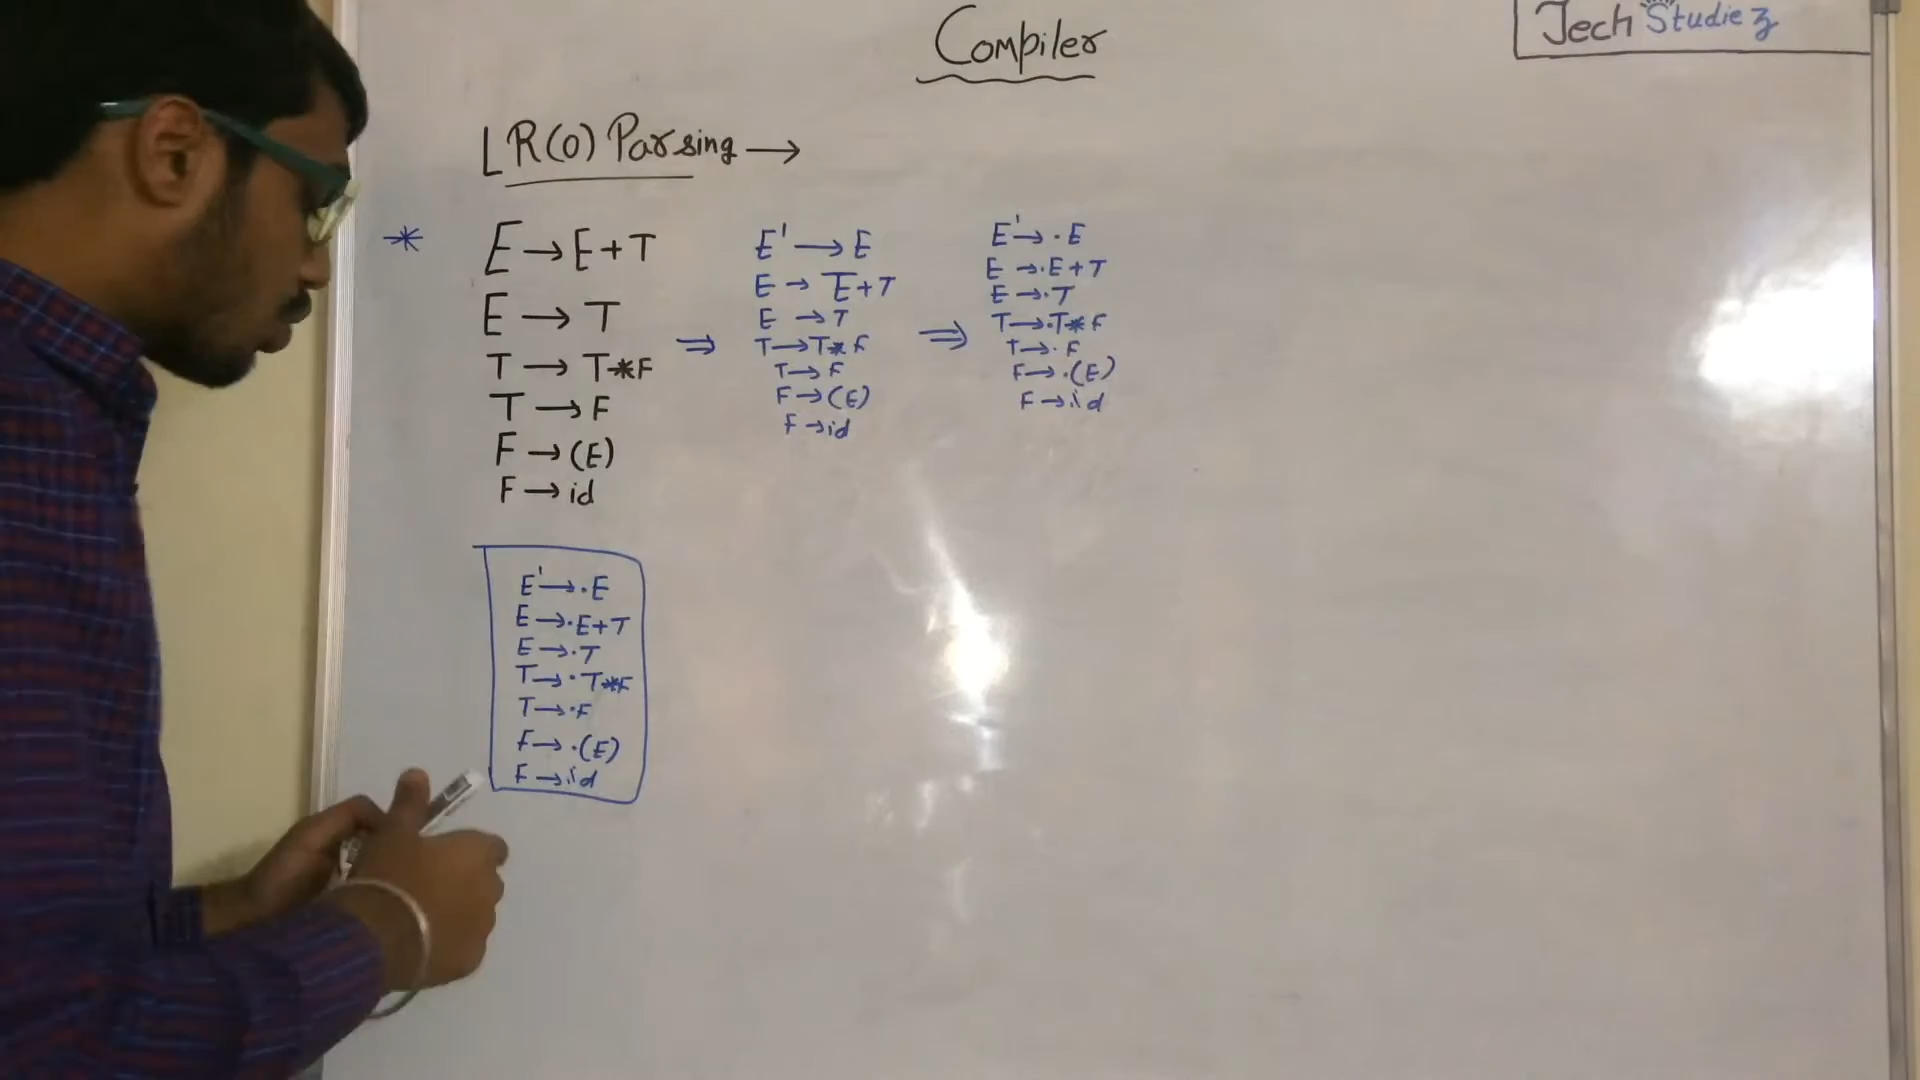 Compiler
Tech Studiez
LR(0) Parsing →
* E → E+T
E → T
T → T*F
T → F
F → (E)
F → id
⇒
E' → E
E → E+T
E → T
T → T*F
T → F
F → (E)
F → id
⇒
E' → .E
E → .E+T
E → .T
T → .T*F
T → .F
F → .(E)
F → .id
E' → .E
E → .E+T
E → .T
T → .T*F
T → .F
F → .(E)
F → .id